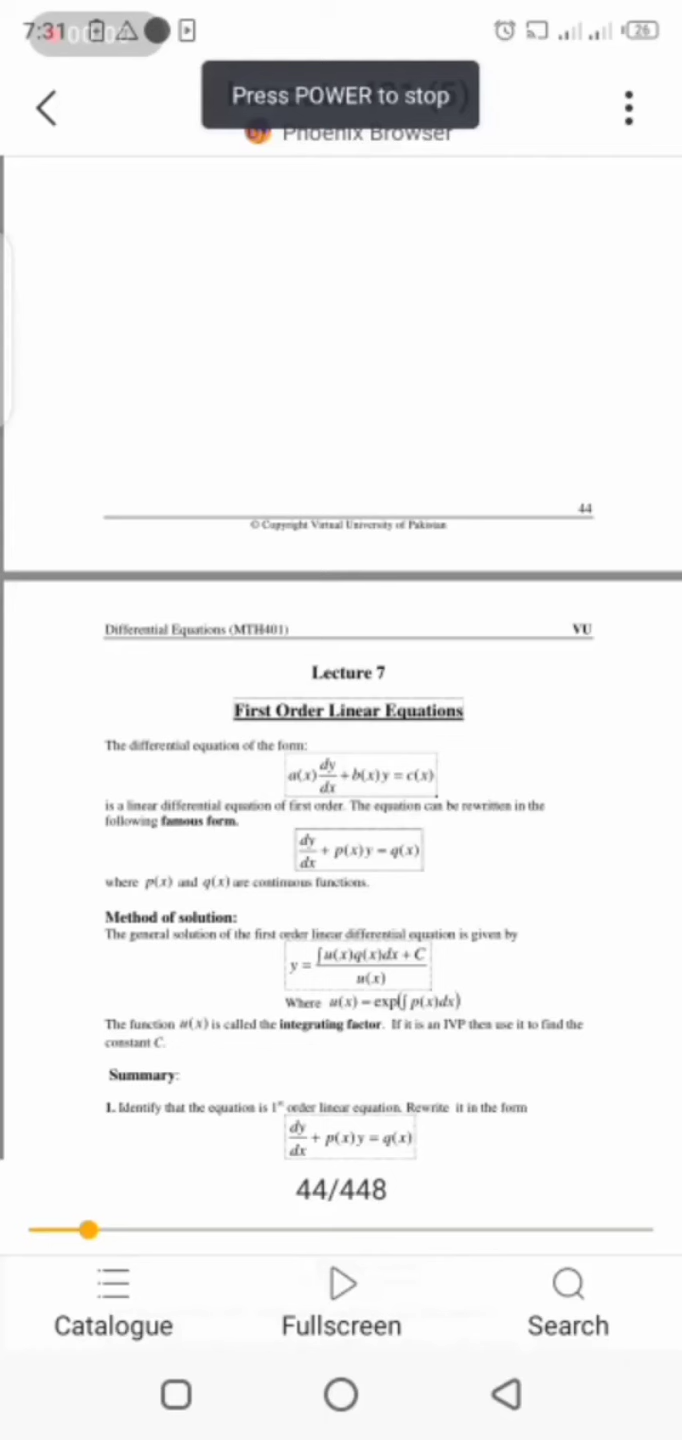 7:31
26
Press POWER to stop
Phoenix Browser
44
© Copyright Virtual University of Pakistan
Differential Equations (MTH401) VU
Lecture 7
First Order Linear Equations
The differential equation of the form:
a(x) dy/dx + b(x) y = c(x)
is a linear differential equation of first order. The equation can be rewritten in the
following famous form.
dy/dx + p(x) y = q(x)
where p(x) and q(x) are continuous functions.
Method of solution:
The general solution of the first order linear differential equation is given by
y = ∫u(x)q(x)dx + C / u(x)
Where u(x) = exp(∫ p(x)dx)
The function u(x) is called the integrating factor. If it is an IVP then use it to find the
constant C.
Summary:
1. Identify that the equation is 1st order linear equation. Rewrite it in the form
dy/dx + p(x) y = q(x)
44/448
Catalogue Fullscreen Search